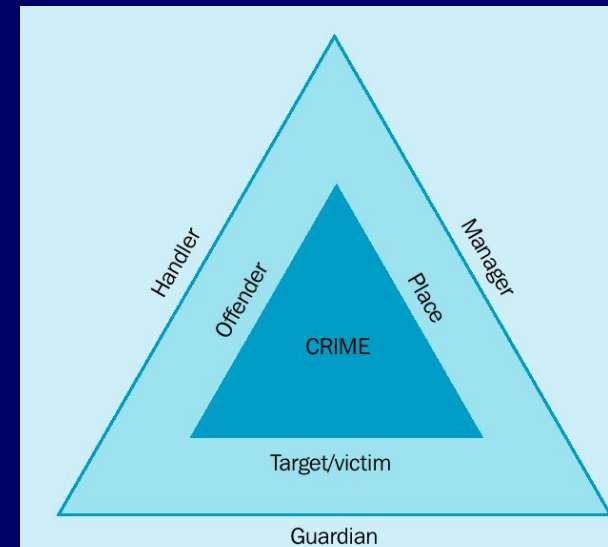 Handler
Manager
Offender
Place
CRIME
Target/victim
Guardian